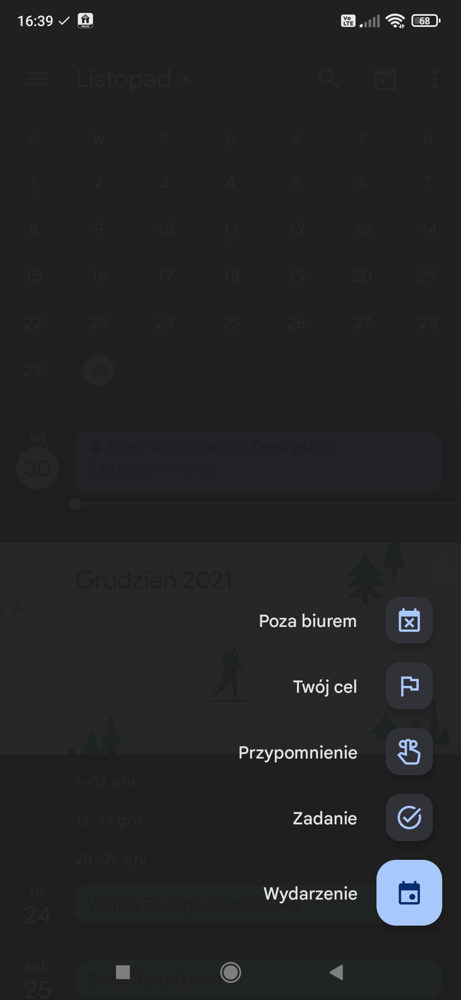 16:39
PHILIPS
Vo
LTE
68
Listopad
P W Ś C P S N
1 2 3 4 5 6 7
8 9 10 11 12 13 14
15 16 17 18 19 20 21
22 23 24 25 26 27 28
29 30
wt
30
Ognisko u Karola, Dentystka
2 przypomnienia
Grudzień 2021
Poza biurem
Twój cel
Przypomnienie
6–12 gru
Zadanie
13–19 gru
20–26 gru
Wydarzenie
pt
24
Wigilia Bożego Narodzenia
sob
25
Boże Narodzenie